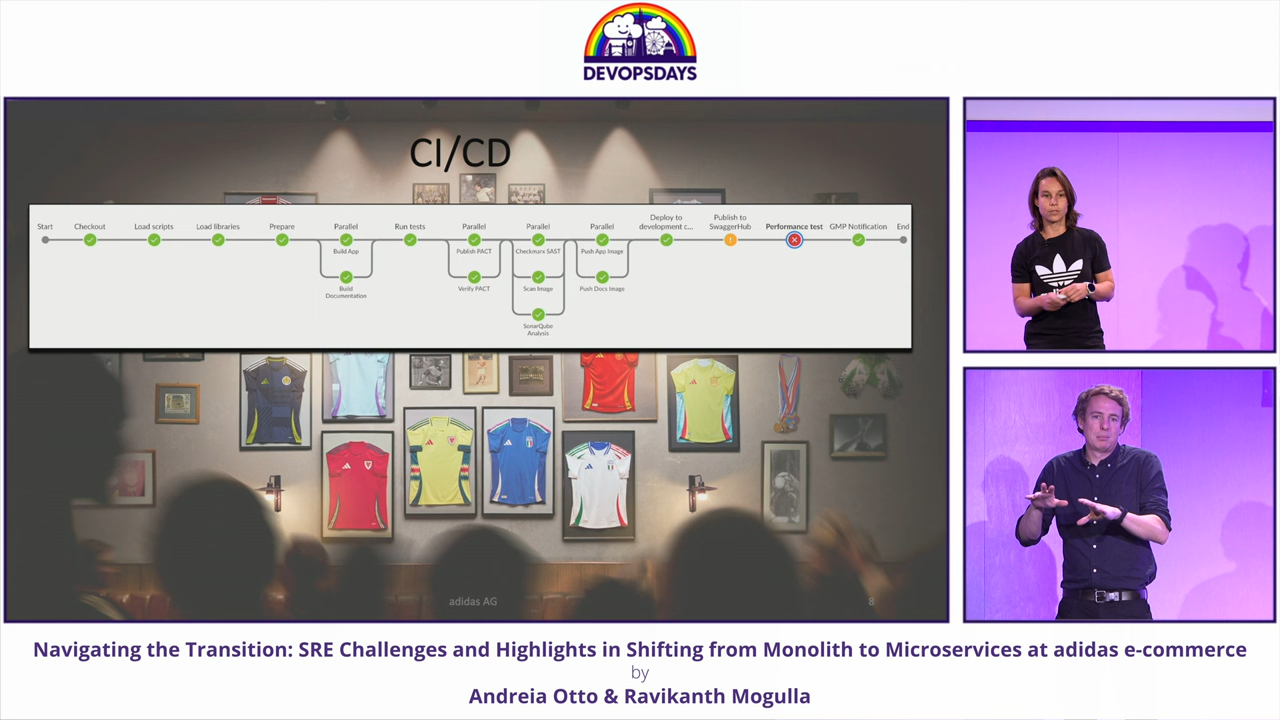 DEVOPSDAYS
CI/CD
Start
Checkout
Load scripts
Load libraries
Prepare
Parallel
Run tests
Parallel
Parallel
Parallel
Deploy to
development c...
Publish to
SwaggerHub
Performance test
GMP Notification
End
Build App
Publish PACT
Checkmarx SAST
Push App Image
Build
Documentation
Verify PACT
Scan Image
Push Docs Image
SonarQube
Analysis
adidas AG
8
Navigating the Transition: SRE Challenges and Highlights in Shifting from Monolith to Microservices at adidas e-commerce
by
Andreia Otto & Ravikanth Mogulla